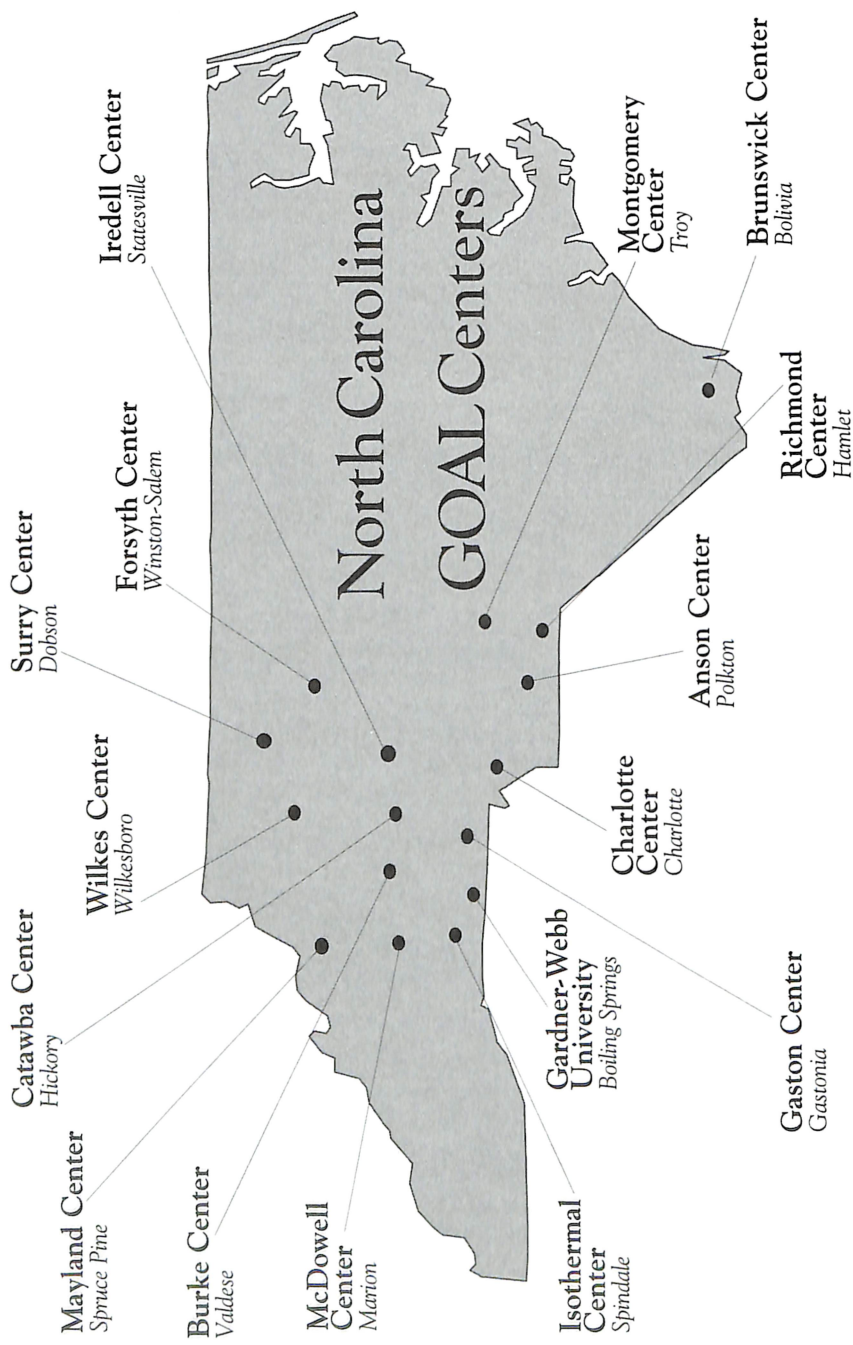 Surry Center
Dobson
Forsyth Center
Winston-Salem
Iredell Center
Statesville
Catawba Center
Hickory
Wilkes Center
Wilkesboro
Mayland Center
Spruce Pine
Burke Center
Valdese
McDowell
Center
Marion
North Carolina
GOAL Centers
Isothermal
Center
Spindale
Gardner-Webb
University
Boiling Springs
Gaston Center
Gastonia
Charlotte
Center
Charlotte
Anson Center
Polkton
Richmond
Center
Hamlet
Montgomery
Center
Troy
Brunswick Center
Bolivia